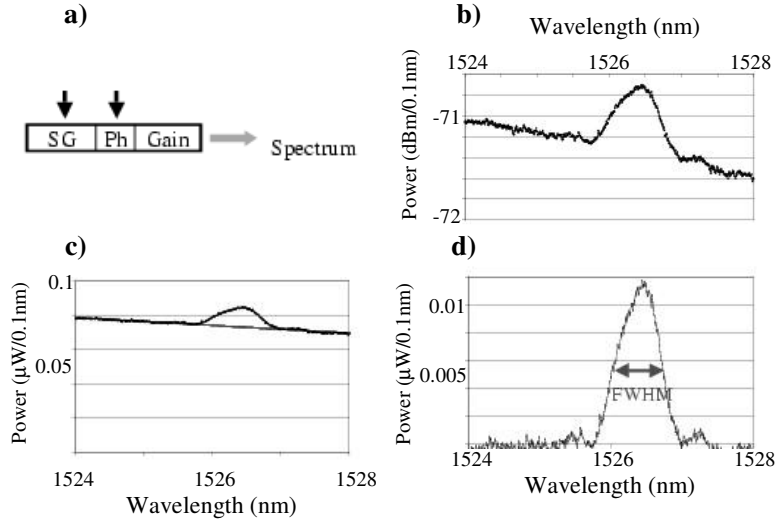 a)
SG Ph Gain
Spectrum
b)
Wavelength (nm)
1524 1526 1528
Power (dBm/0.1nm)
-71
-72
c)
Power (μW/0.1nm)
0.1
0.05
1524 1526 1528
Wavelength (nm)
d)
Power (μW/0.1nm)
0.01
0.005
FWHM
1524 1526 1528
Wavelength (nm)